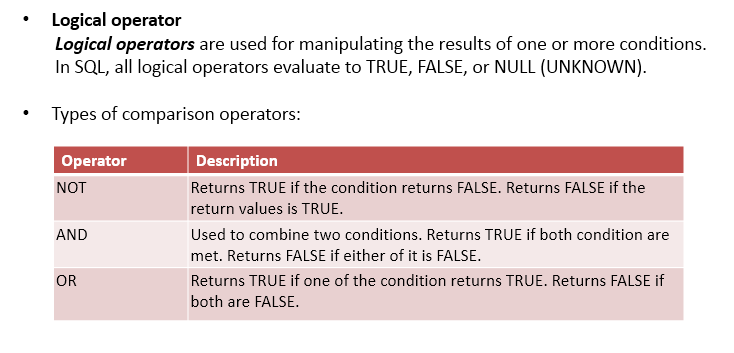 • Logical operator
Logical operators are used for manipulating the results of one or more conditions.
In SQL, all logical operators evaluate to TRUE, FALSE, or NULL (UNKNOWN).
• Types of comparison operators:
Operator Description
NOT Returns TRUE if the condition returns FALSE. Returns FALSE if the
return values is TRUE.
AND Used to combine two conditions. Returns TRUE if both condition are
met. Returns FALSE if either of it is FALSE.
OR Returns TRUE if one of the condition returns TRUE. Returns FALSE if
both are FALSE.